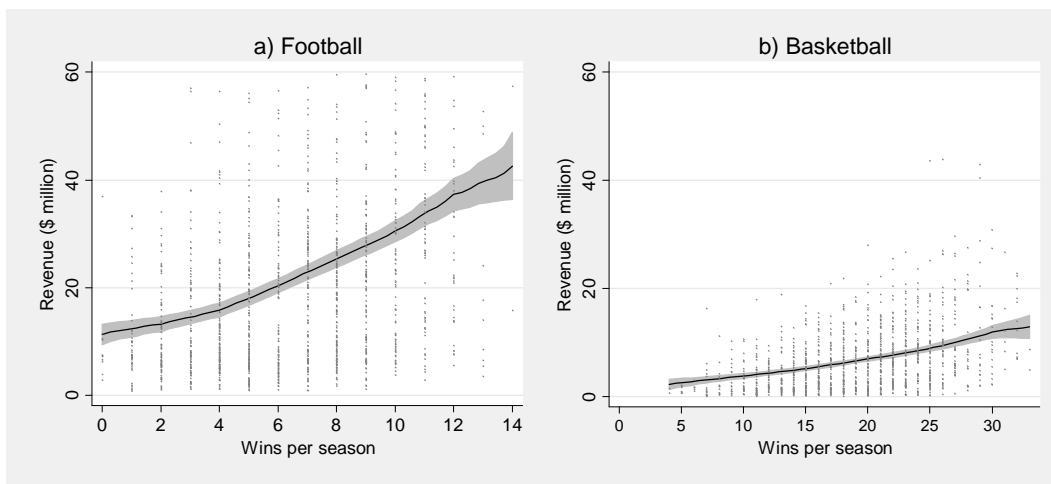 a) Football
60
40
20
0
Revenue ($ million)
0 2 4 6 8 10 12 14
Wins per season
b) Basketball
60
40
20
0
Revenue ($ million)
0 5 10 15 20 25 30
Wins per season